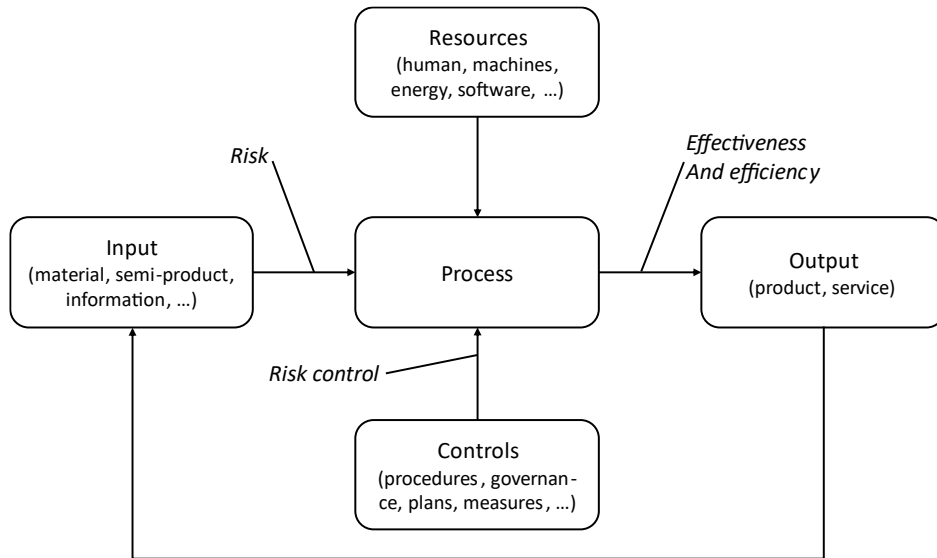 Resources
(human, machines,
energy, software, ...)
Risk
Effectiveness
And efficiency
Input
(material, semi-product,
information, ...)
Process
Output
(product, service)
Risk control
Controls
(procedures, governan-
ce, plans, measures, ...)